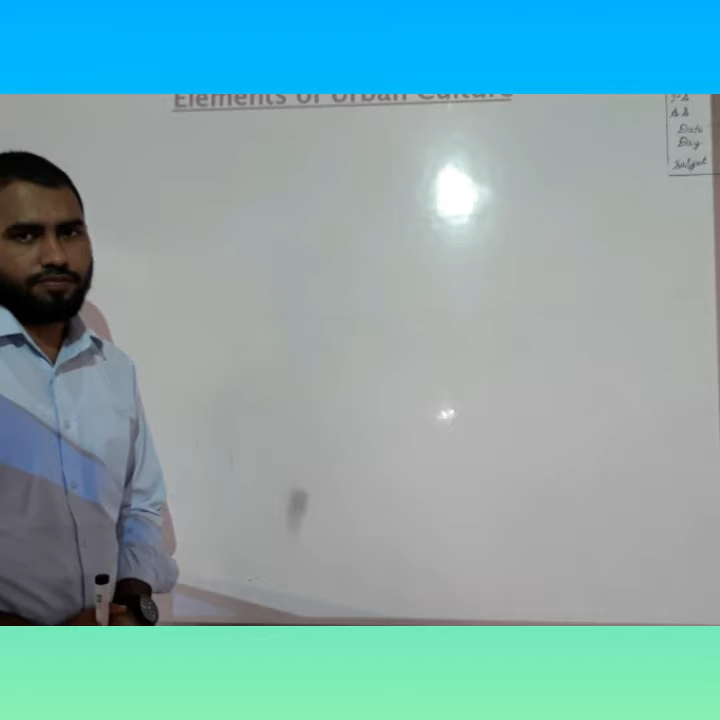 Elements of Urban Culture
P S
S S
Date
Day
Subject